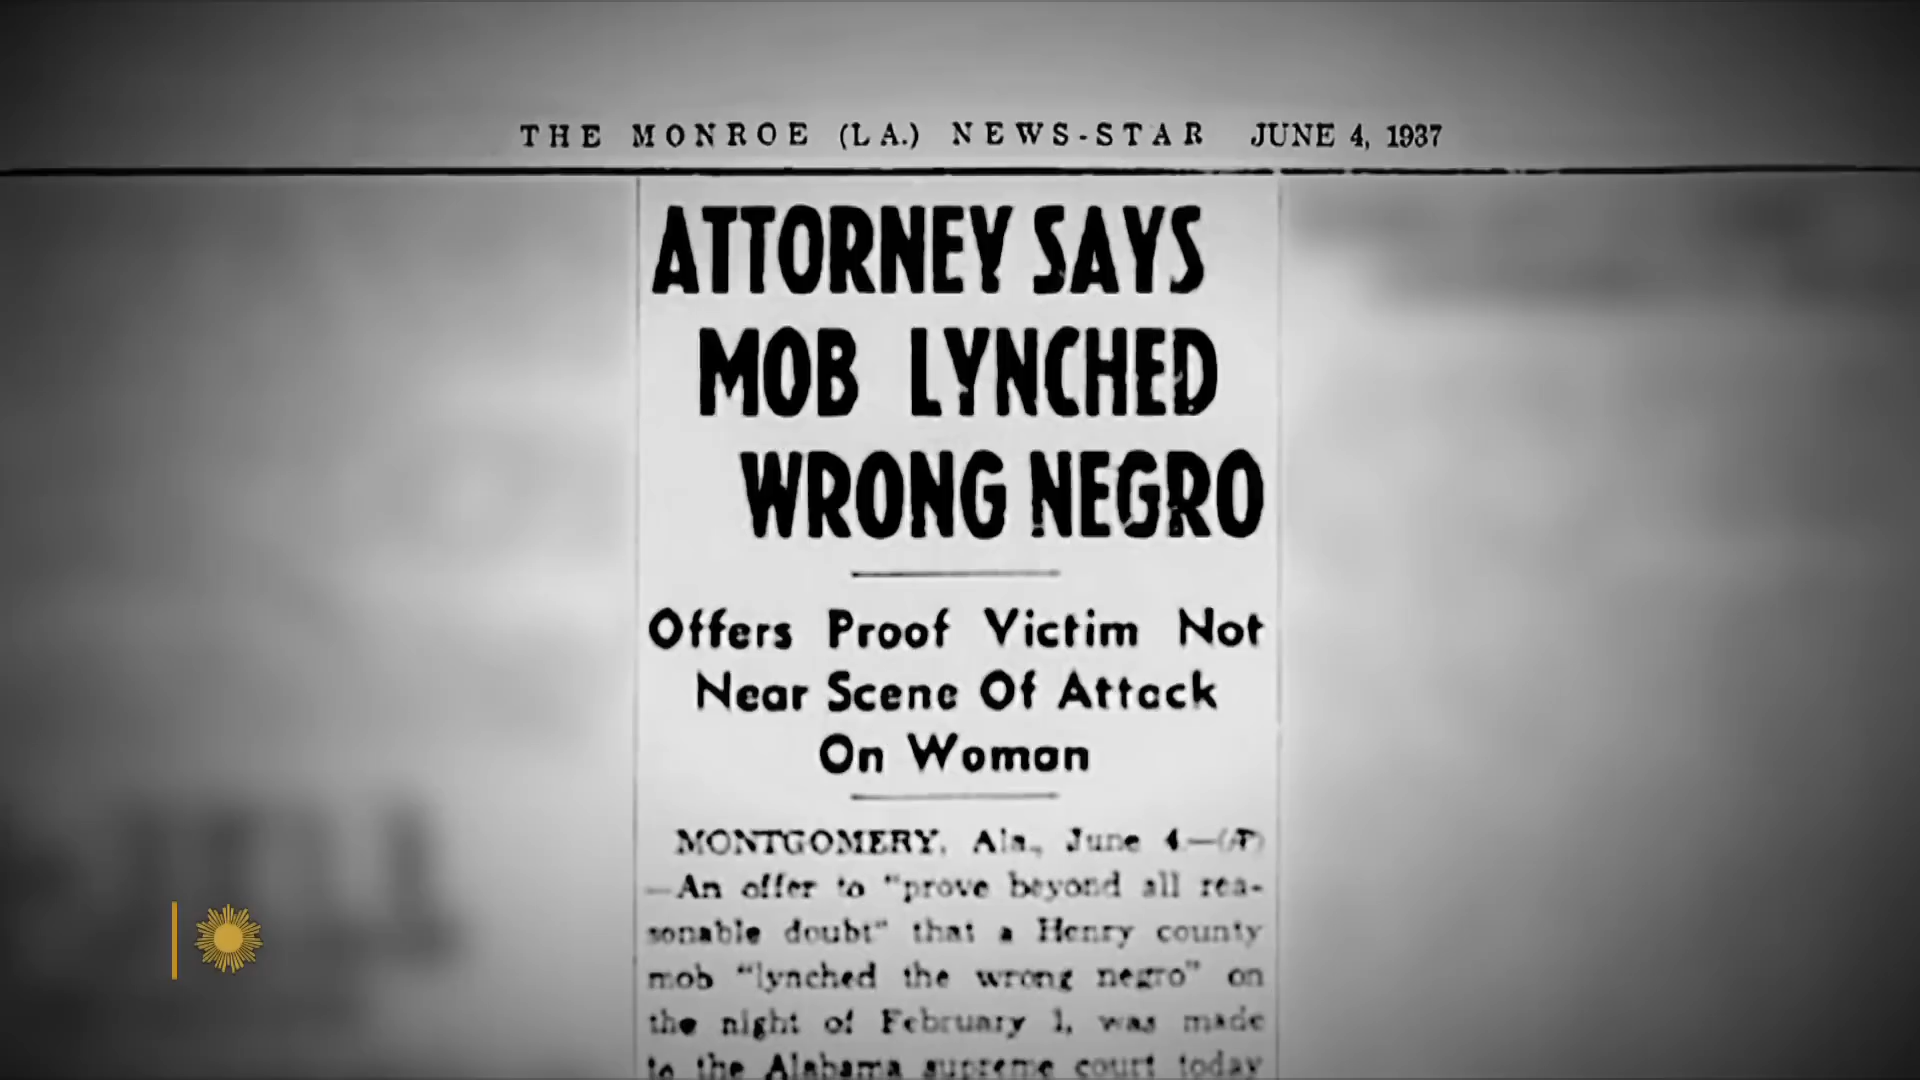 THE MONROE (LA.) NEWS-STAR JUNE 4, 1937
ATTORNEY SAYS
MOB LYNCHED
WRONG NEGRO
Offers Proof Victim Not
Near Scene Of Attack
On Woman
MONTGOMERY, Ala., June 4—(AP)
—An offer to "prove beyond all rea-
sonable doubt" that a Henry county
mob "lynched the wrong negro" on
the night of February 1, was made
to the Alabama supreme court today